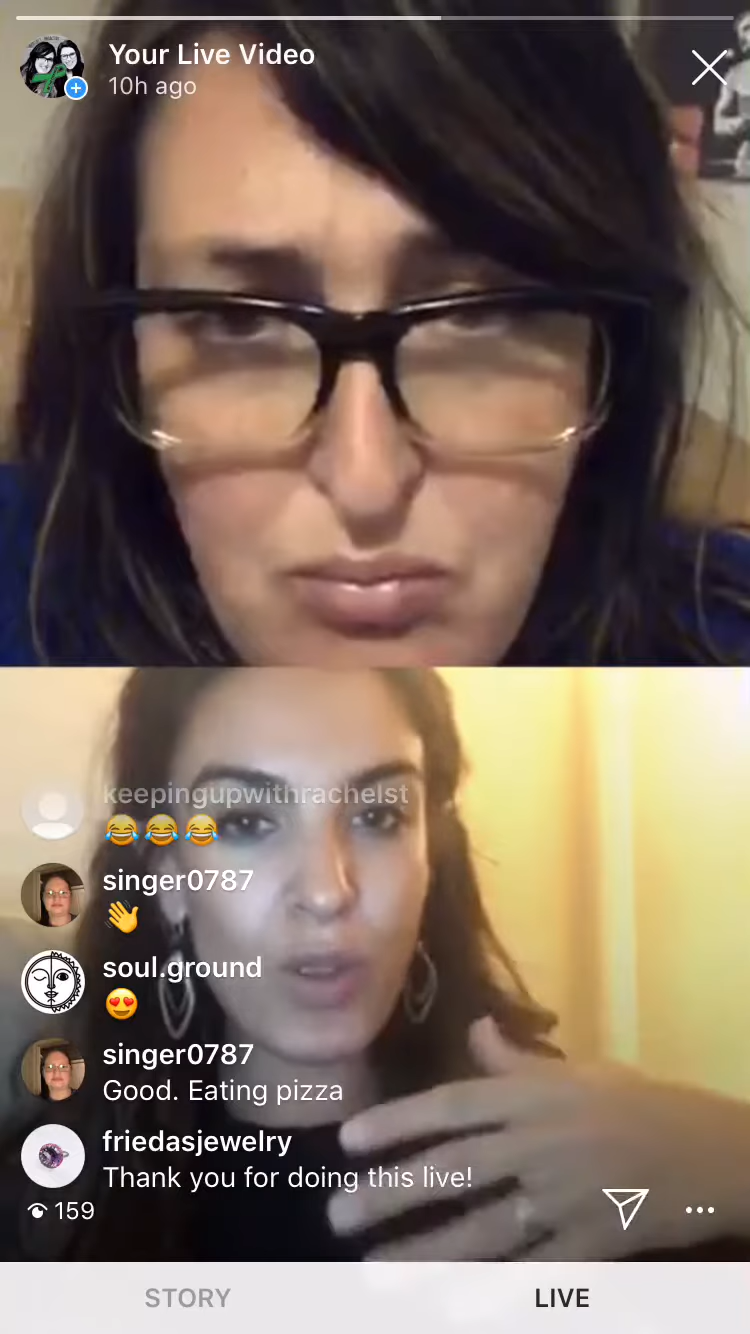 Your Live Video
10h ago
keepingupwithrachelst
😂😂😂
singer0787
👋
soul.ground
😍
singer0787
Good. Eating pizza
friedasjewelry
Thank you for doing this live!
159
STORY
LIVE